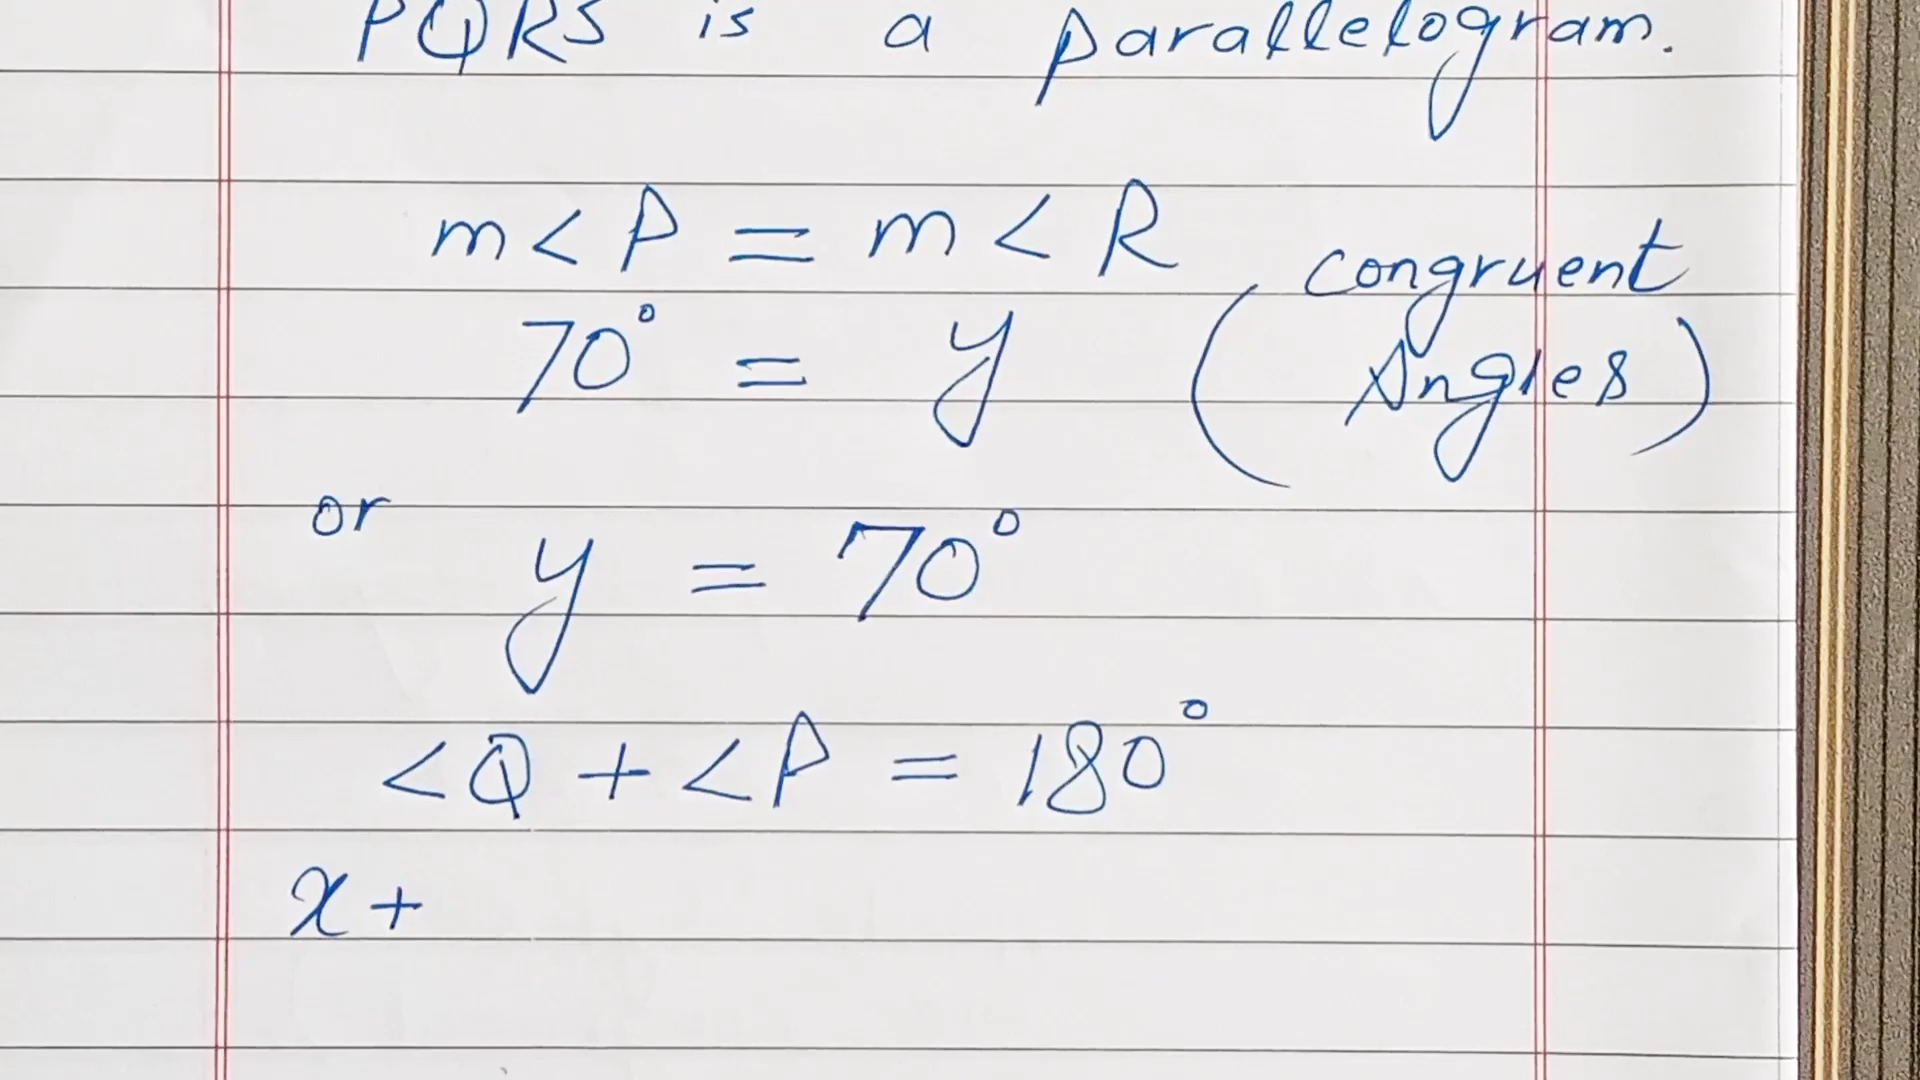 PQRS is a parallelogram.
m<P = m<R
70° = y (congruent
Angles)
or y = 70°
<Q + <P = 180°
x+